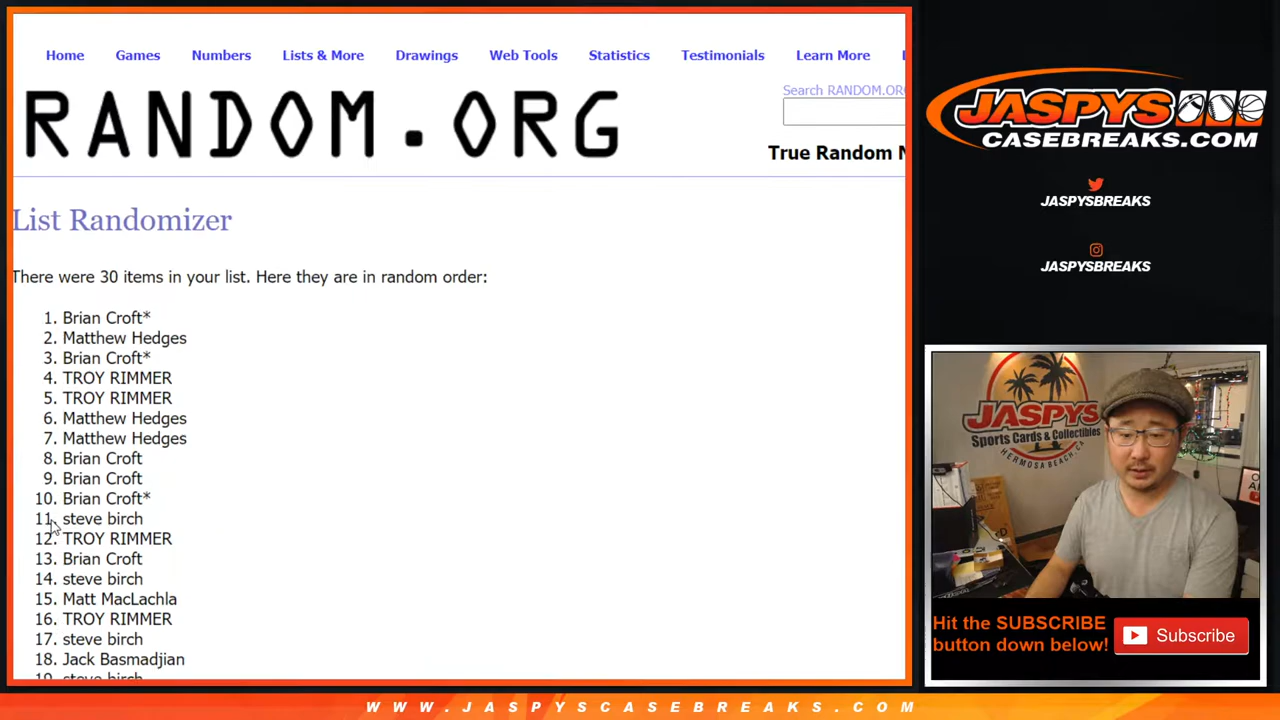 Home Games Numbers Lists & More Drawings Web Tools Statistics Testimonials Learn More
Search RANDOM.ORG
RANDOM.ORG
True Random N
List Randomizer
There were 30 items in your list. Here they are in random order:
1. Brian Croft*
2. Matthew Hedges
3. Brian Croft*
4. TROY RIMMER
5. TROY RIMMER
6. Matthew Hedges
7. Matthew Hedges
8. Brian Croft
9. Brian Croft
10. Brian Croft*
11. steve birch
12. TROY RIMMER
13. Brian Croft
14. steve birch
15. Matt MacLachla
16. TROY RIMMER
17. steve birch
18. Jack Basmadjian
19. steve birch
JASPYS
CASEBREAKS.COM
JASPYSBREAKS
JASPYSBREAKS
JASPYS
Sports Cards & Collectibles
HERMOSA BEACH, CA
Hit the SUBSCRIBE
button down below!
Subscribe
WWW.JASPYSCASEBREAKS.COM